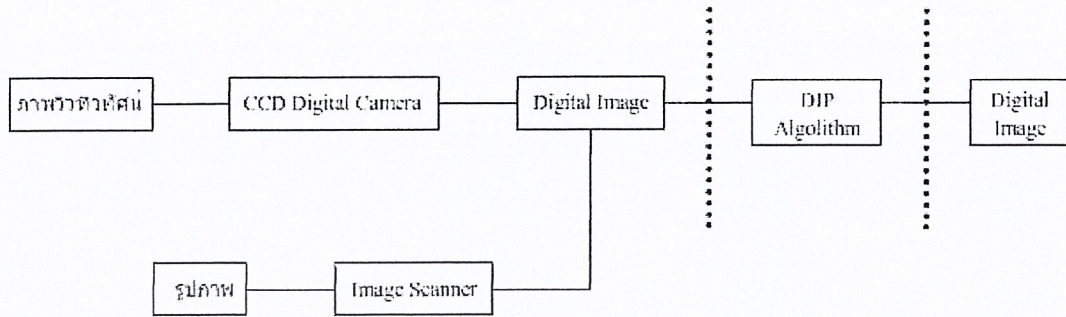 ภาพวิวทิวทัศน์
CCD Digital Camera
Digital Image
DIP
Algolithm
Digital
Image
รูปภาพ
Image Scanner